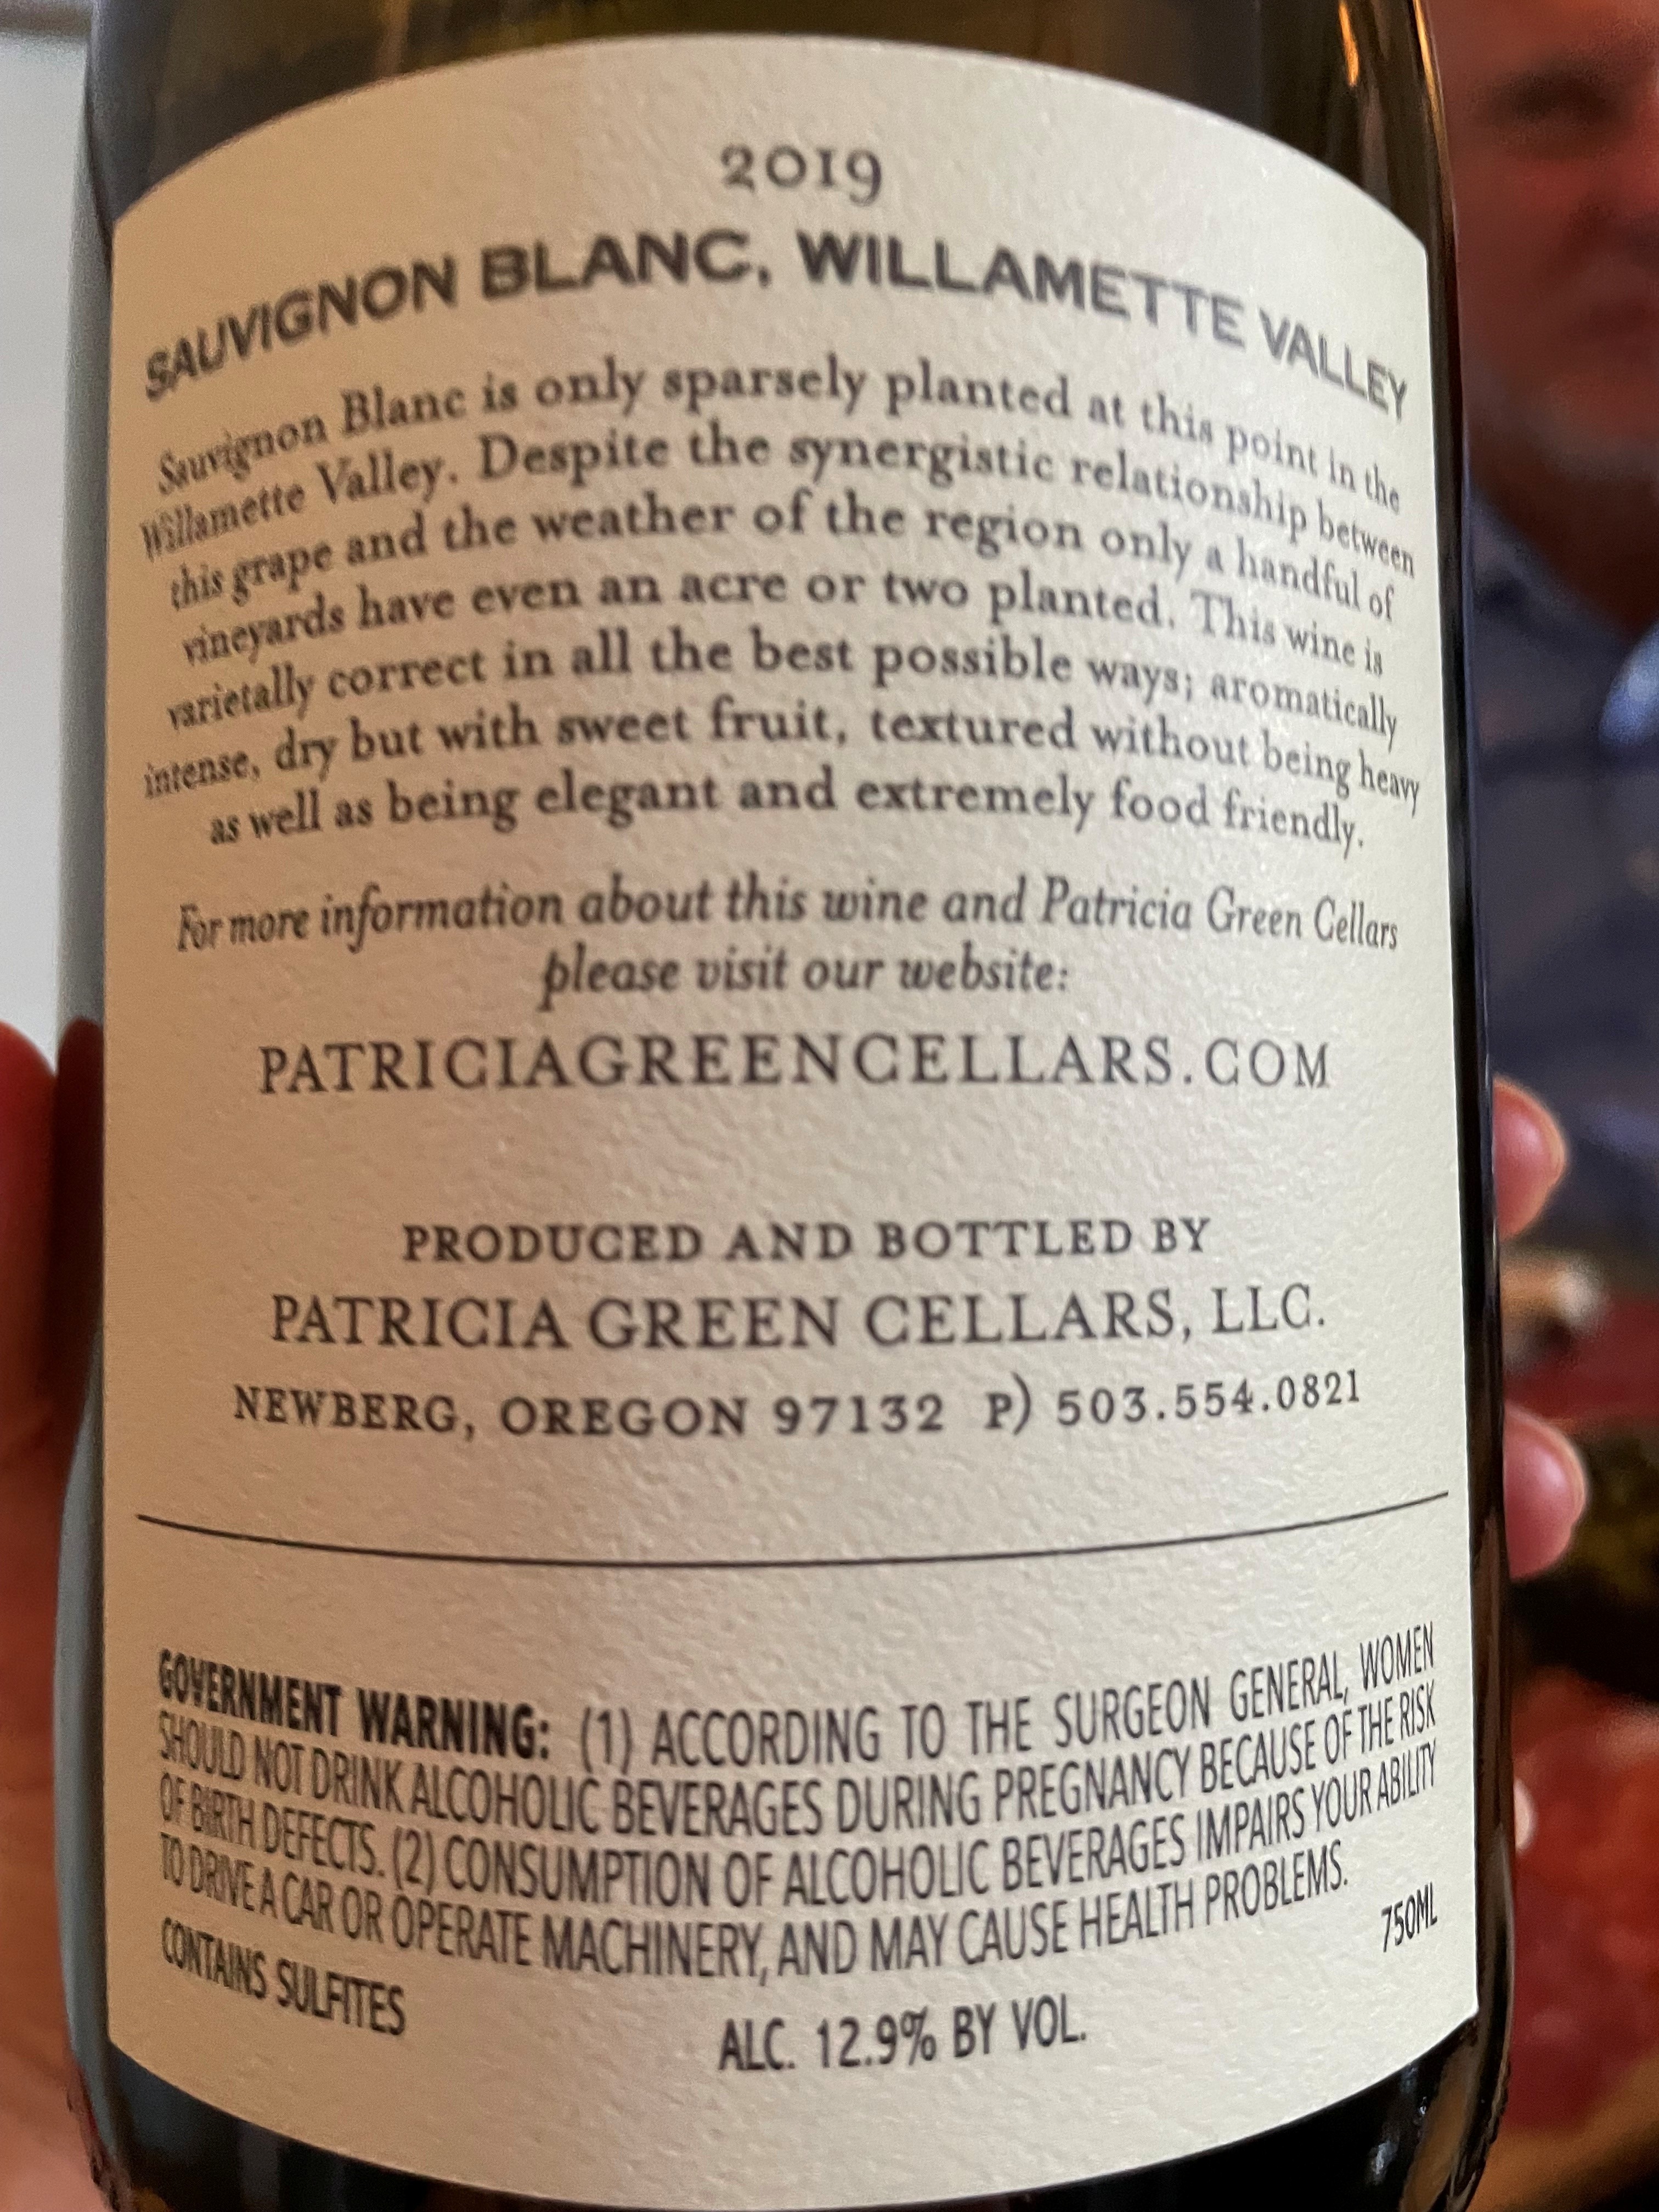 2019
SAUVIGNON BLANC, WILLAMETTE VALLEY
Sauvignon Blanc is only sparsely planted at this point in the
Willamette Valley. Despite the synergistic relationship between
this grape and the weather of the region only a handful of
vineyards have even an acre or two planted. This wine is
varietally correct in all the best possible ways; aromatically
intense, dry but with sweet fruit, textured without being heavy
as well as being elegant and extremely food friendly.
For more information about this wine and Patricia Green Cellars
please visit our website:
PATRICIAGREENCELLARS.COM
PRODUCED AND BOTTLED BY
PATRICIA GREEN CELLARS, LLC.
NEWBERG, OREGON 97132 P) 503.554.0821
GOVERNMENT WARNING: (1) ACCORDING TO THE SURGEON GENERAL, WOMEN
SHOULD NOT DRINK ALCOHOLIC BEVERAGES DURING PREGNANCY BECAUSE OF THE RISK
OF BIRTH DEFECTS. (2) CONSUMPTION OF ALCOHOLIC BEVERAGES IMPAIRS YOUR ABILITY
TO DRIVE A CAR OR OPERATE MACHINERY, AND MAY CAUSE HEALTH PROBLEMS.
CONTAINS SULFITES
ALC. 12.9% BY VOL.
750ML